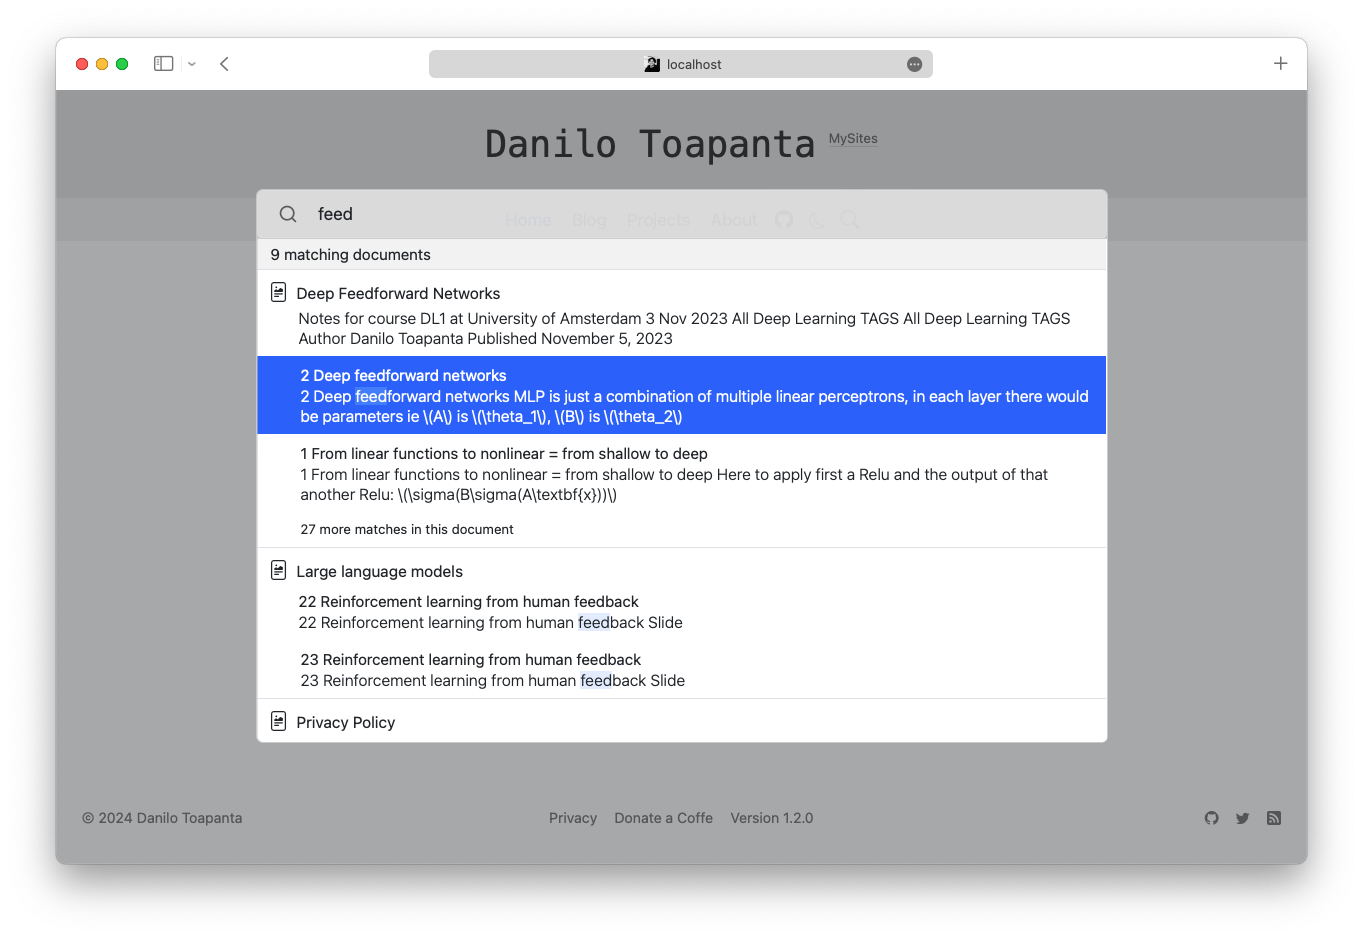 localhost
Danilo Toapanta MySites
feed
Home Blog Projects About
9 matching documents
Deep Feedforward Networks
Notes for course DL1 at University of Amsterdam 3 Nov 2023 All Deep Learning TAGS All Deep Learning TAGS
Author Danilo Toapanta Published November 5, 2023
2 Deep feedforward networks
2 Deep feedforward networks MLP is just a combination of multiple linear perceptrons, in each layer there would
be parameters ie \(A\) is \(\theta_1\), \(B\) is \(\theta_2\)
1 From linear functions to nonlinear = from shallow to deep
1 From linear functions to nonlinear = from shallow to deep Here to apply first a Relu and the output of that
another Relu: \(\sigma(B\sigma(A\textbf{x}))\)
27 more matches in this document
Large language models
22 Reinforcement learning from human feedback
22 Reinforcement learning from human feedback Slide
23 Reinforcement learning from human feedback
23 Reinforcement learning from human feedback Slide
Privacy Policy
© 2024 Danilo Toapanta Privacy Donate a Coffe Version 1.2.0